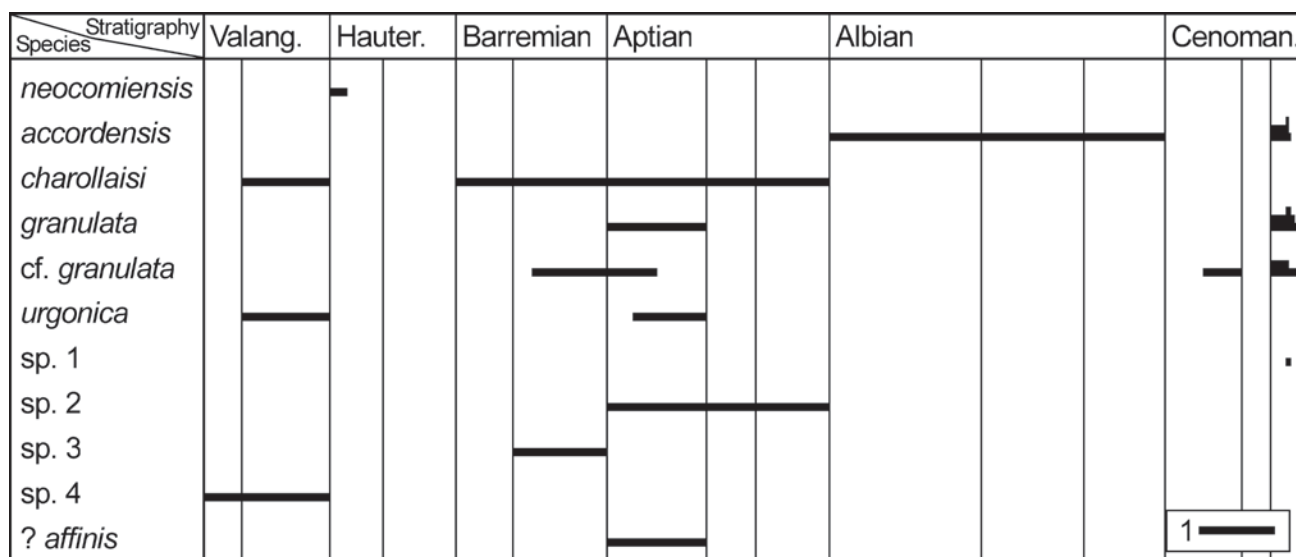 Stratigraphy
Species
Valang. Hauter. Barremian Aptian Albian Cenoman.
neocomiensis
accordensis
charollaisi
granulata
cf. granulata
urgonica
sp. 1
sp. 2
sp. 3
sp. 4
? affinis
1